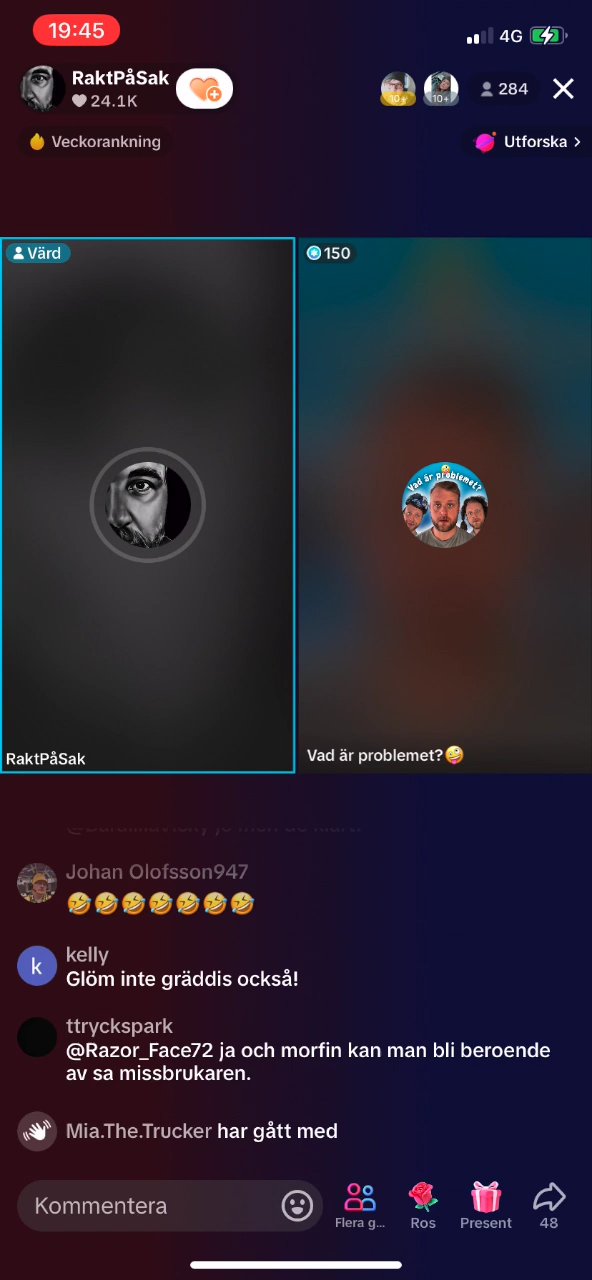 19:45
4G
RaktPåSak
24.1K
10+
10+
284
Veckorankning
Utforska >
Värd
150
Vad är problemet?
RaktPåSak
Vad är problemet?🤪
Johan Olofsson947
🤣🤣🤣🤣🤣🤣🤣
k
kelly
Glöm inte gräddis också!
ttryckspark
@Razor_Face72 ja och morfin kan man bli beroende
av sa missbrukaren.
Mia.The.Trucker har gått med
Kommentera
Flera g...
Ros
Present
48